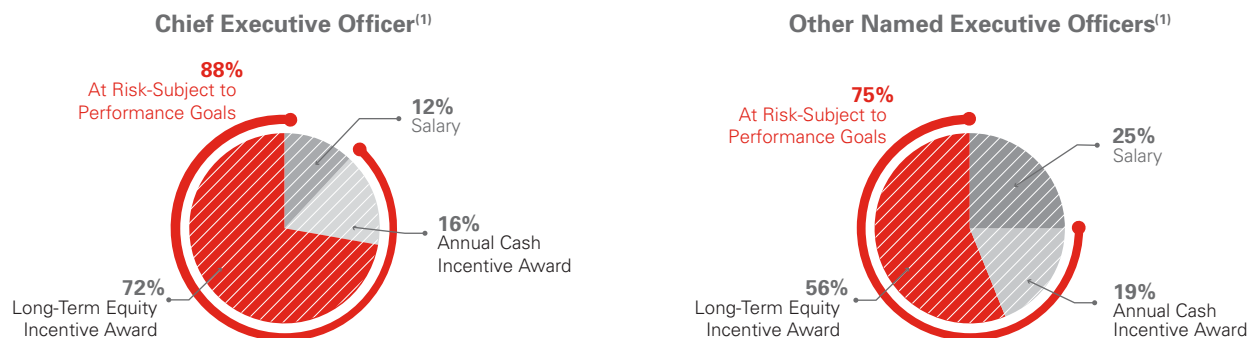 Chief Executive Officer(1)
88%
At Risk-Subject to
Performance Goals
12%
Salary
16%
Annual Cash
Incentive Award
72%
Long-Term Equity
Incentive Award
Other Named Executive Officers(1)
75%
At Risk-Subject to
Performance Goals
25%
Salary
19%
Annual Cash
Incentive Award
56%
Long-Term Equity
Incentive Award